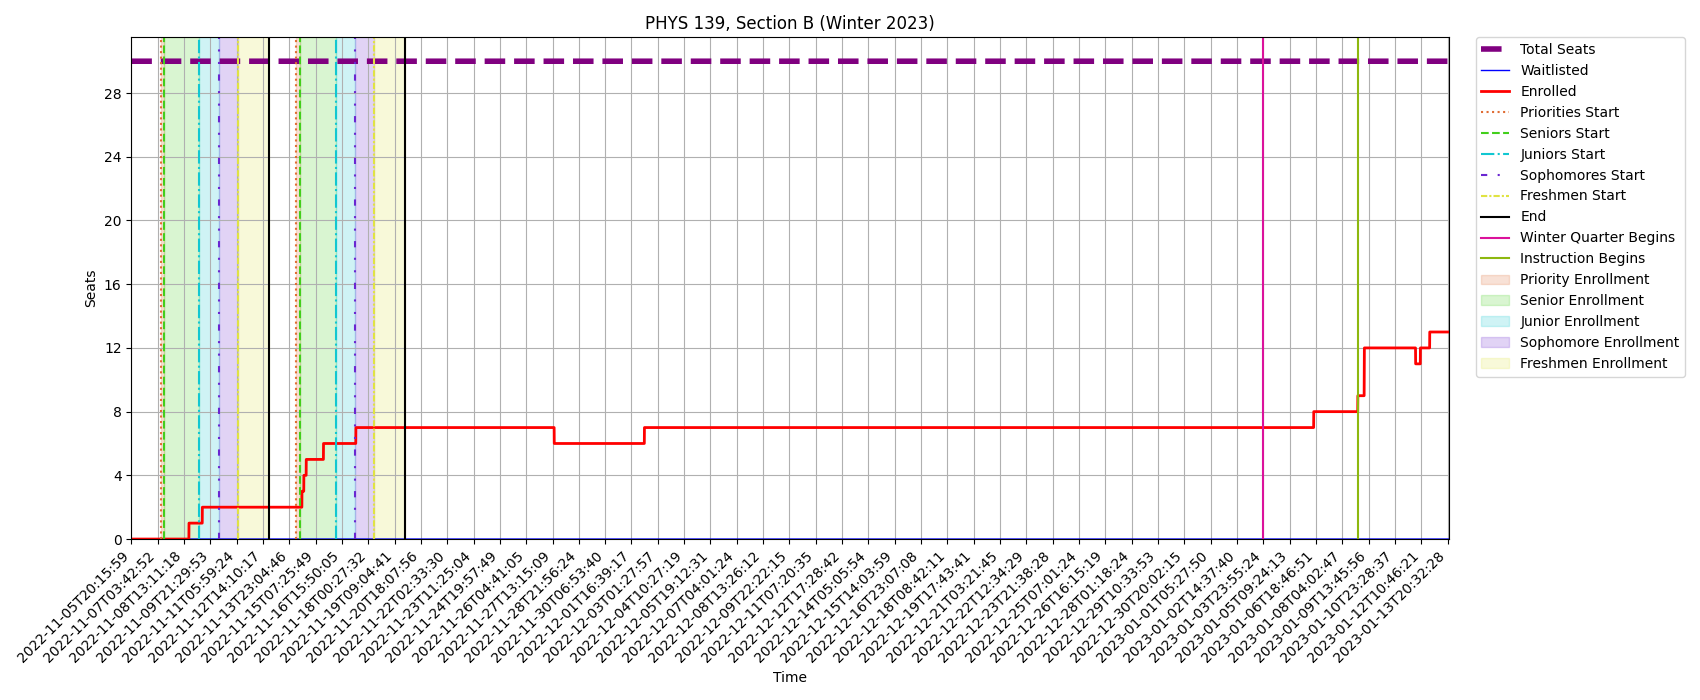 PHYS 139, Section B (Winter 2023)
Seats
28
24
20
16
12
8
4
0
2022-11-05T20:15:59
2022-11-07T03:42:52
2022-11-08T13:11:18
2022-11-09T21:29:53
2022-11-11T05:59:24
2022-11-12T14:10:17
2022-11-13T23:04:46
2022-11-15T07:25:49
2022-11-16T15:50:05
2022-11-18T00:27:32
2022-11-19T09:04:41
2022-11-20T18:07:56
2022-11-22T02:33:30
2022-11-23T11:25:04
2022-11-24T19:57:49
2022-11-26T04:41:05
2022-11-27T13:15:09
2022-11-28T21:56:24
2022-11-30T06:53:40
2022-12-01T16:39:17
2022-12-03T01:27:57
2022-12-04T10:27:19
2022-12-05T19:12:31
2022-12-07T04:01:24
2022-12-08T13:26:12
2022-12-09T22:22:15
2022-12-11T07:20:35
2022-12-12T17:28:42
2022-12-14T05:05:54
2022-12-15T14:03:59
2022-12-16T23:07:08
2022-12-18T08:42:11
2022-12-19T17:43:41
2022-12-21T03:21:45
2022-12-22T12:34:29
2022-12-23T21:38:28
2022-12-25T07:01:24
2022-12-26T16:15:19
2022-12-28T01:18:24
2022-12-29T10:33:53
2022-12-30T20:02:15
2023-01-01T05:27:50
2023-01-02T14:37:40
2023-01-03T23:55:24
2023-01-05T09:24:13
2023-01-06T18:46:51
2023-01-08T04:02:47
2023-01-09T13:45:56
2023-01-10T23:28:37
2023-01-12T10:46:21
2023-01-13T20:32:28
Time
Total Seats
Waitlisted
Enrolled
Priorities Start
Seniors Start
Juniors Start
Sophomores Start
Freshmen Start
End
Winter Quarter Begins
Instruction Begins
Priority Enrollment
Senior Enrollment
Junior Enrollment
Sophomore Enrollment
Freshmen Enrollment